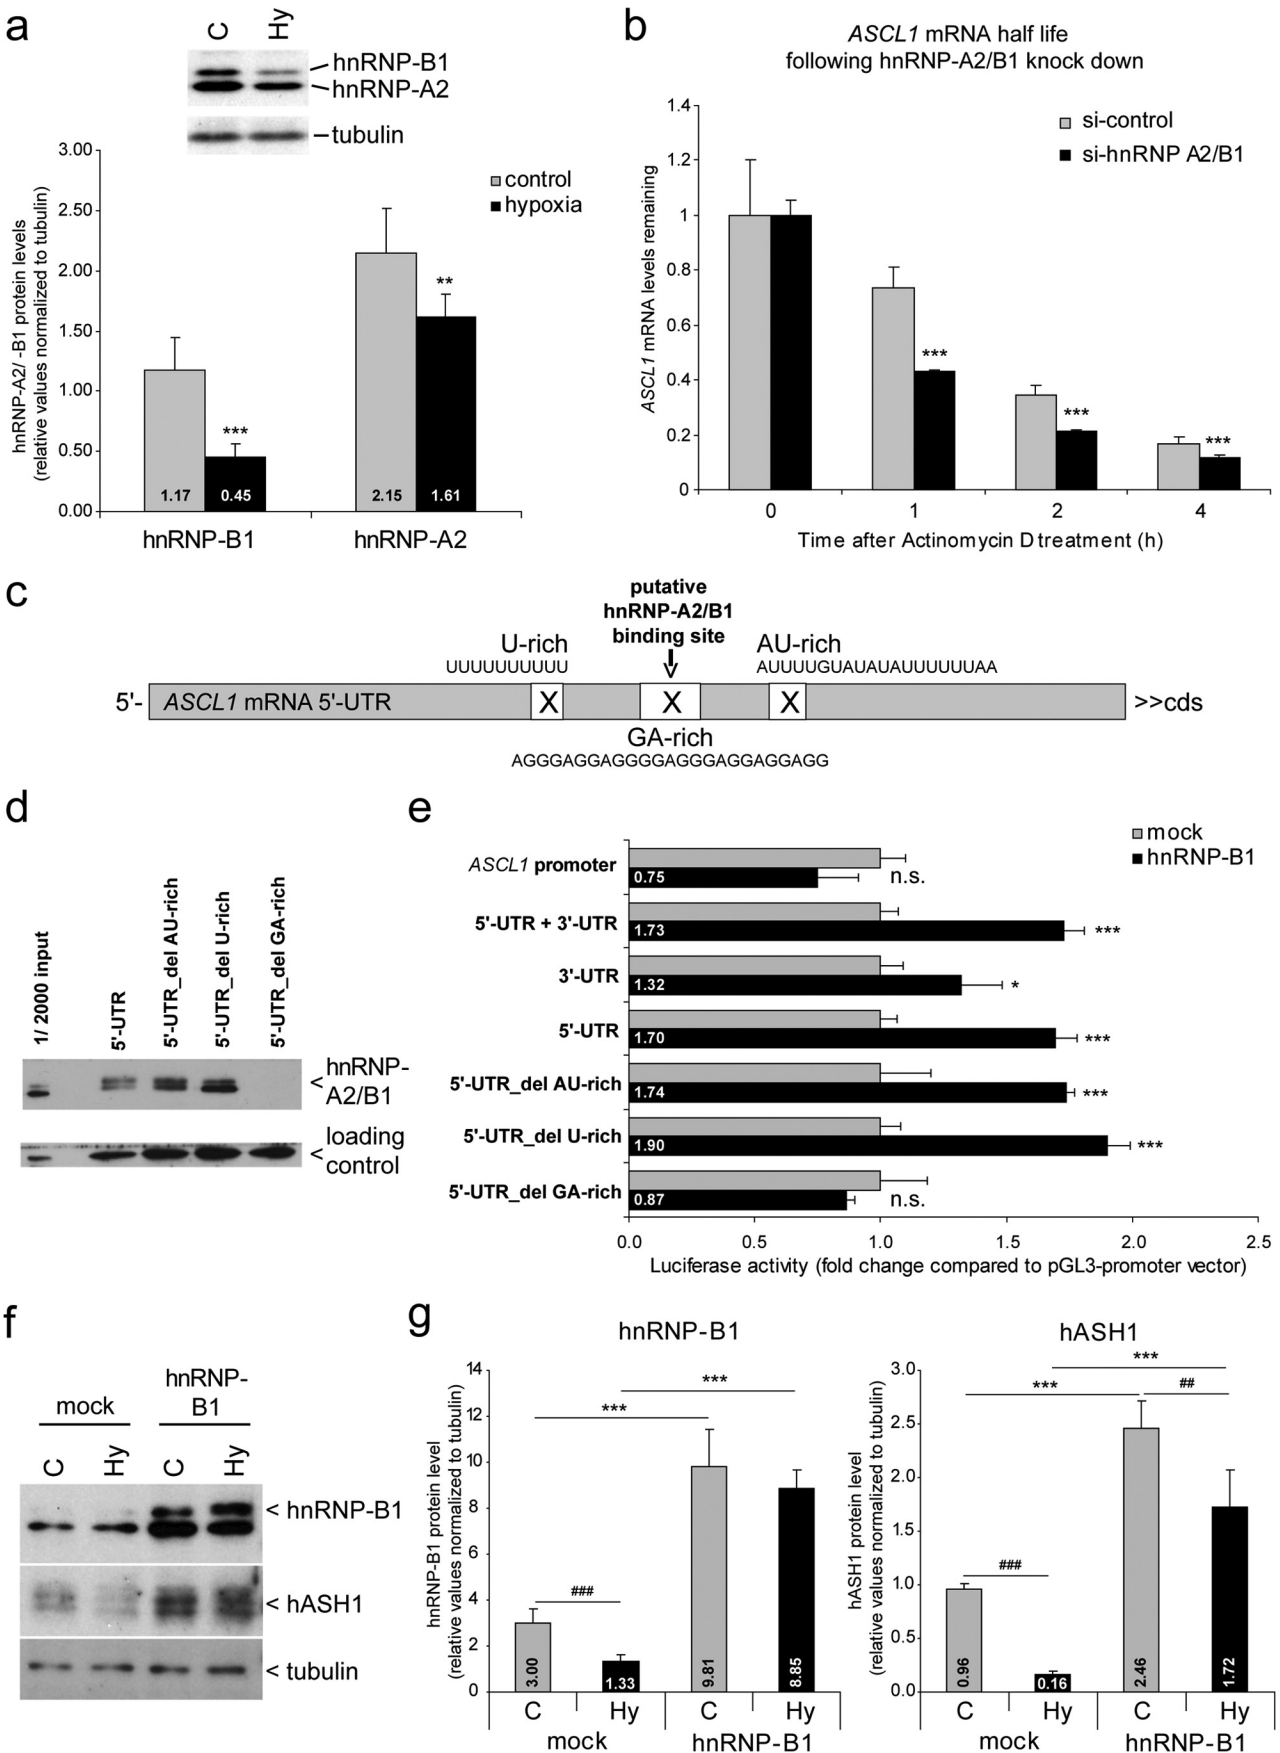 a
C
Hy
hnRNP-B1
hnRNP-A2
tubulin
3.00
2.50
2.00
1.50
1.00
0.50
0.00
hnRNP-A2/ -B1 protein levels
(relative values normalized to tubulin)
control
hypoxia
***
**
1.17
0.45
2.15
1.61
hnRNP-B1
hnRNP-A2
b
ASCL1 mRNA half life
following hnRNP-A2/B1 knock down
1.4
1.2
1
0.8
0.6
0.4
0.2
0
ASCL1 mRNA levels remaining
si-control
si-hnRNP A2/B1
***
***
***
0
1
2
4
Time after Actinomycin D treatment (h)
c
putative
hnRNP-A2/B1
binding site
U-rich
AU-rich
UUUUUUUUUU
AUUUUGUAUAUAUUUUUUAA
5'-
ASCL1 mRNA 5'-UTR
X
X
X
>>cds
GA-rich
AGGGAGGAGGGGAGGGAGGAGGAGG
d
1/ 2000 input
5'-UTR
5'-UTR_del AU-rich
5'-UTR_del U-rich
5'-UTR_del GA-rich
< hnRNP-
A2/B1
< loading
control
e
mock
hnRNP-B1
ASCL1 promoter
0.75
n.s.
5'-UTR + 3'-UTR
1.73
***
3'-UTR
1.32
*
5'-UTR
1.70
***
5'-UTR_del AU-rich
1.74
***
5'-UTR_del U-rich
1.90
***
5'-UTR_del GA-rich
0.87
n.s.
0.0
0.5
1.0
1.5
2.0
2.5
Luciferase activity (fold change compared to pGL3-promoter vector)
f
mock
hnRNP-
B1
C
Hy
C
Hy
< hnRNP-B1
< hASH1
< tubulin
g
hnRNP-B1
14
12
10
8
6
4
2
0
hnRNP-B1 protein level
(relative values normalized to tubulin)
***
***
###
3.00
1.33
9.81
8.85
C
Hy
C
Hy
mock
hnRNP-B1
hASH1
3.0
2.5
2.0
1.5
1.0
0.5
0.0
hASH1 protein level
(relative values normalized to tubulin)
***
***
##
###
0.96
0.16
2.46
1.72
C
Hy
C
Hy
mock
hnRNP-B1